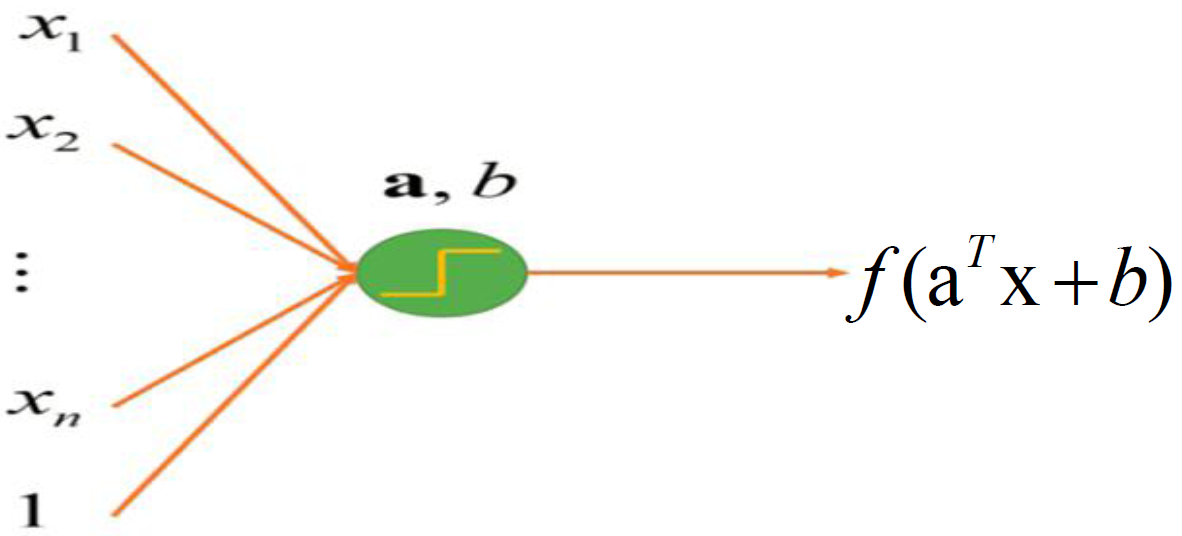 x₁
x₂
a, b
⋮
f(aᵀx + b)
xₙ
1